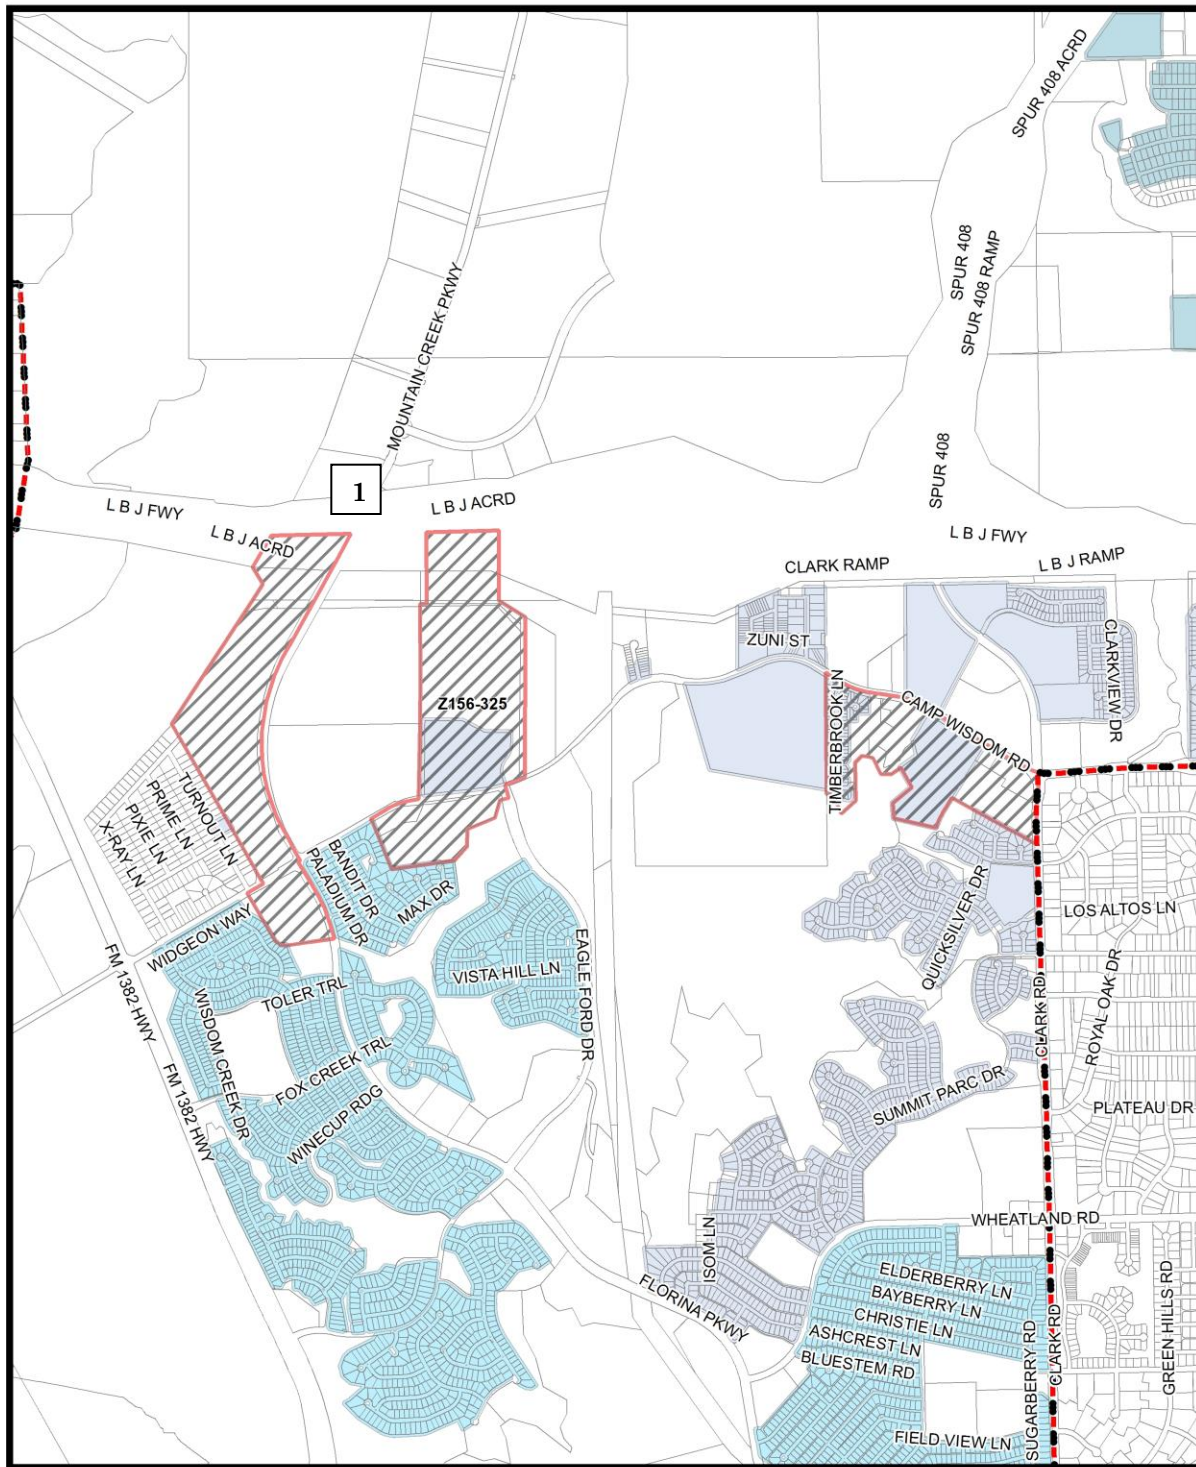 SPUR 408 ACRD
SPUR 408
SPUR 408 RAMP
MOUNTAIN CREEK PKWY
SPUR 408
1
L B J FWY
L B J ACRD
L B J ACRD
L B J FWY
CLARK RAMP
L B J RAMP
ZUNI ST
CLARKVIEW DR
TIMBERBROOK LN
CAMP WISDOM RD
Z156-325
TURNOUT LN
PRIME LN
PIXIE LN
X-RAY LN
BANDIT DR
PALADIUM DR
MAX DR
WIDGEON WAY
FM 1382 HWY
VISTA HILL LN
EAGLE FORD DR
QUICKSILVER DR
LOS ALTOS LN
ROYAL OAK DR
CLARK RD
TOLER TRL
WISDOM CREEK DR
FOX CREEK TRL
WINECUP RDG
FM 1382 HWY
SUMMIT PARC DR
PLATEAU DR
WHEATLAND RD
ISOM LN
FLORINA PKWY
ELDERBERRY LN
BAYBERRY LN
CHRISTIE LN
ASHCREST LN
BLUESTEM RD
SUGARBERRY RD
CLARK RD
GREEN HILLS RD
FIELD VIEW LN